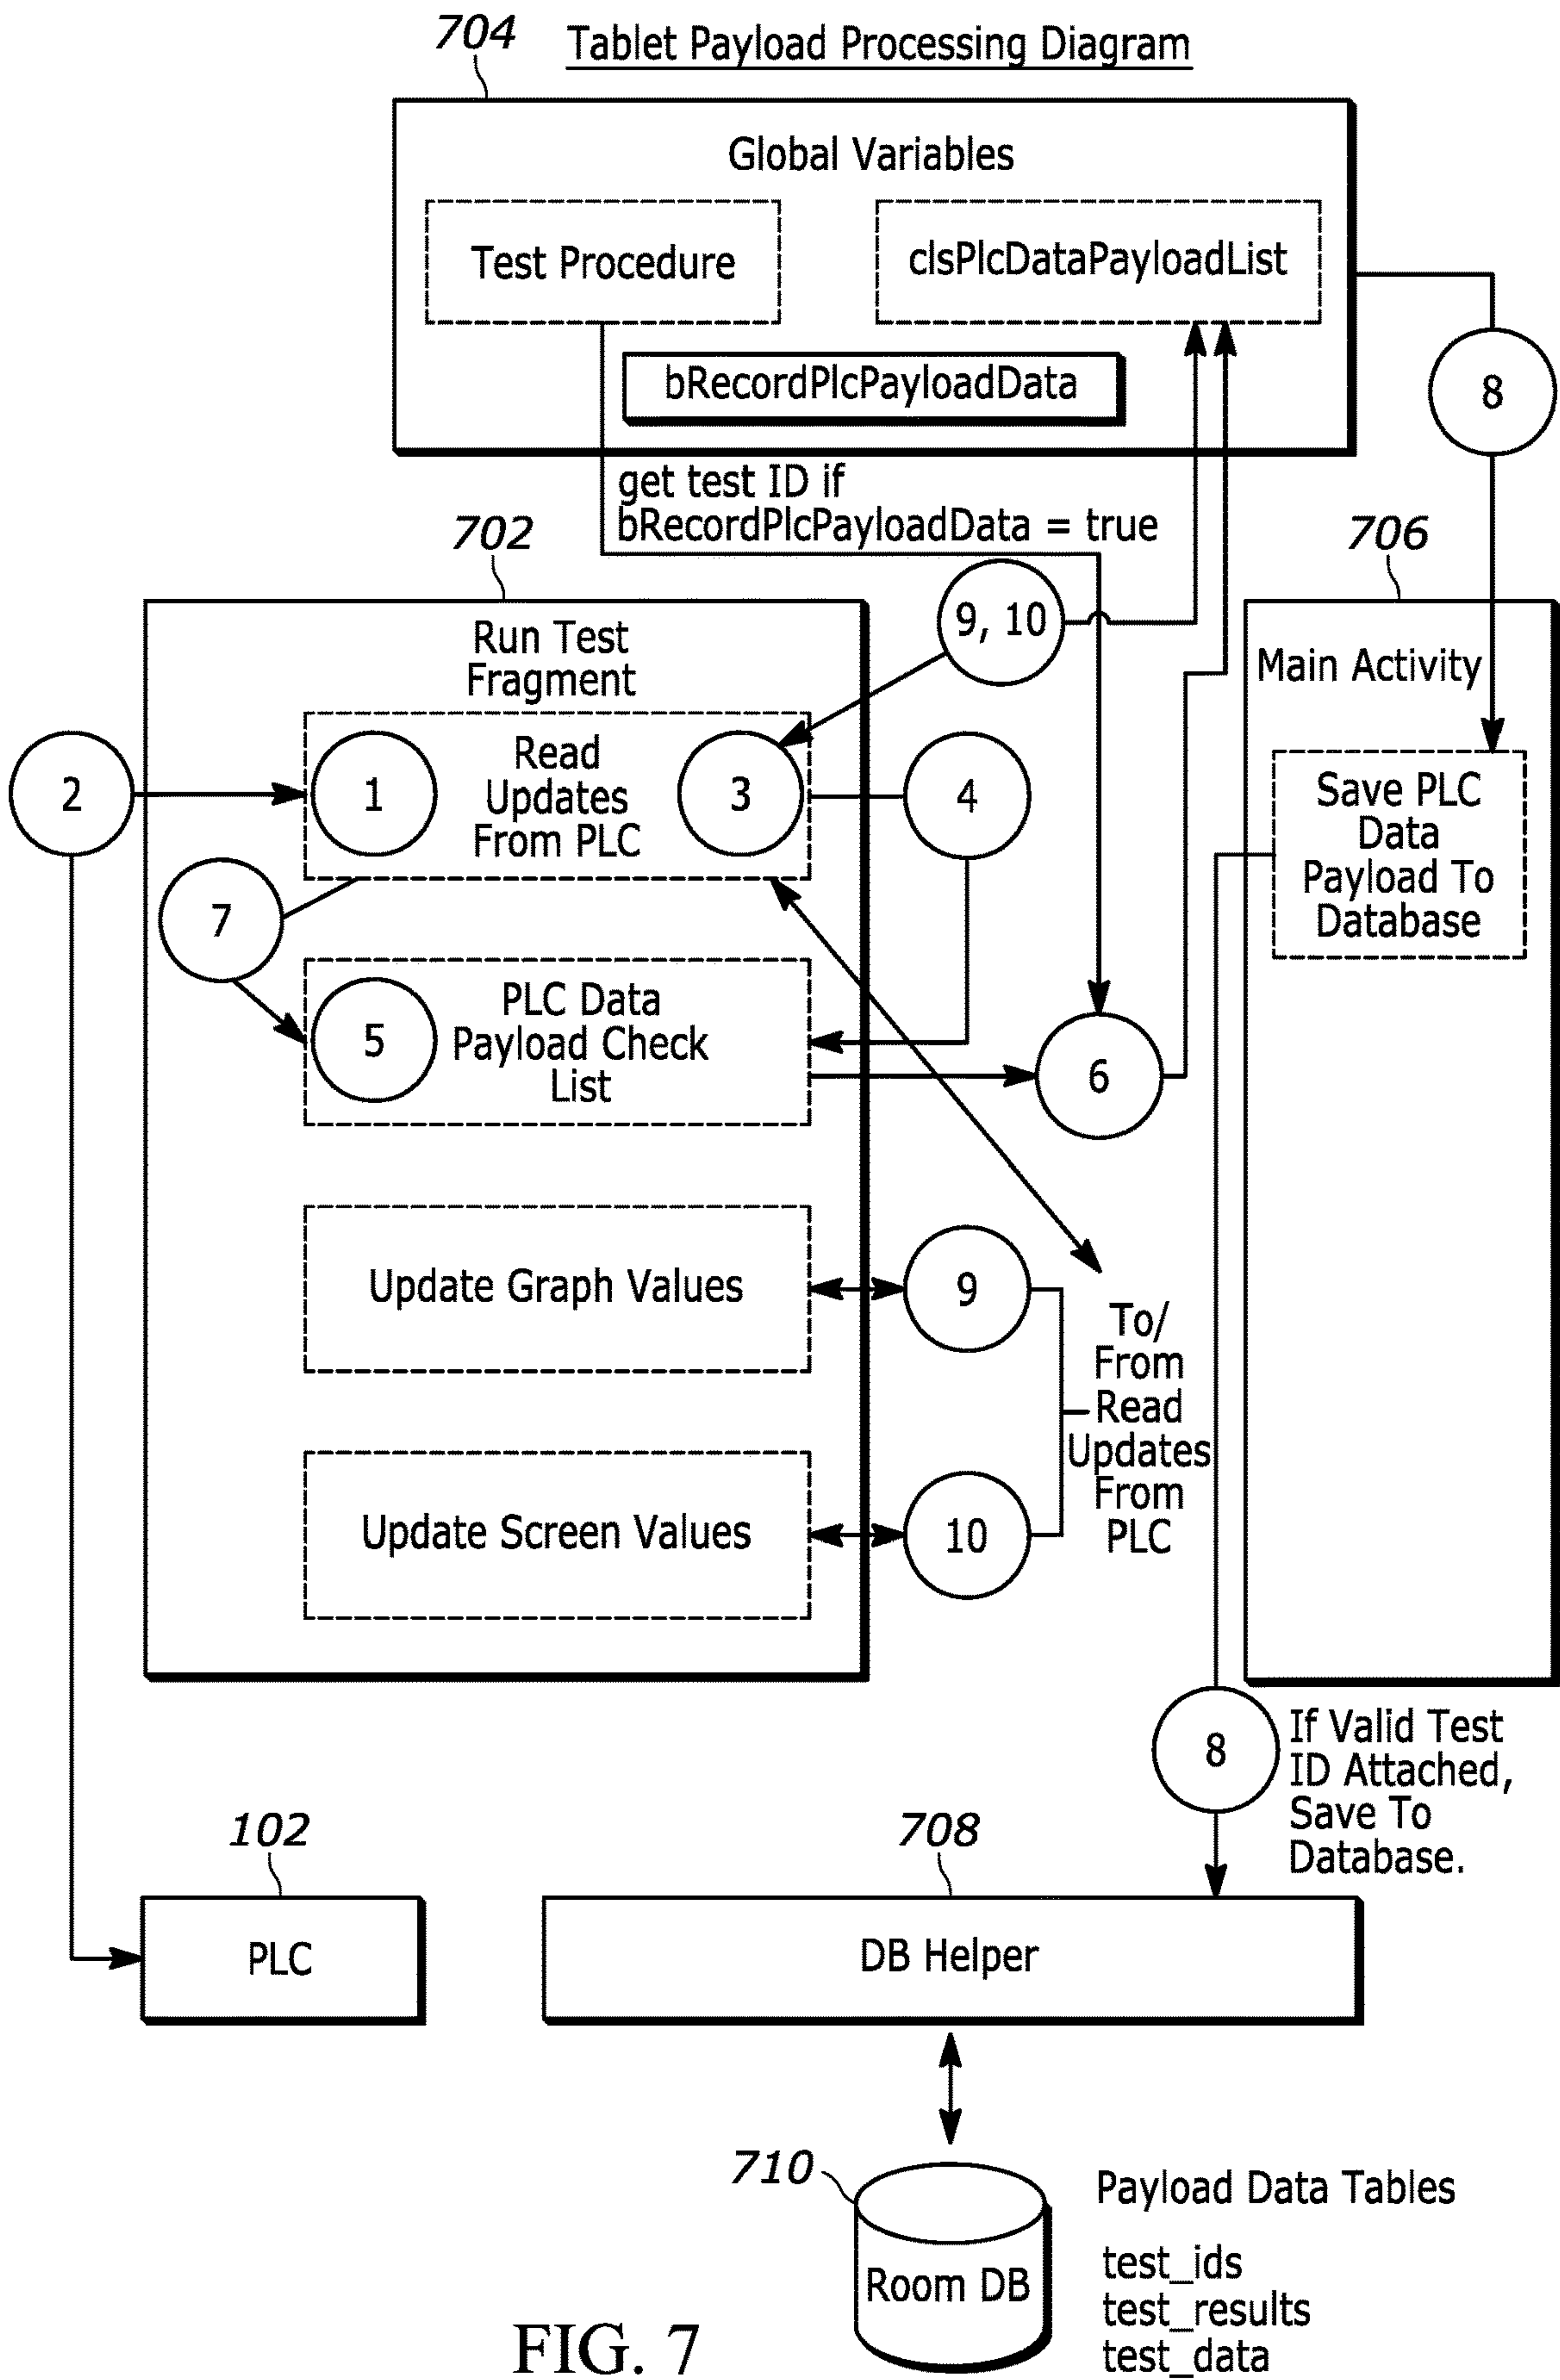 704
Tablet Payload Processing Diagram
Global Variables
Test Procedure
clsPlcDataPayloadList
bRecordPlcPayloadData
8
get test ID if
bRecordPlcPayloadData = true
702
706
Run Test
Fragment
9, 10
Main Activity
2
1
Read
Updates
From PLC
3
4
Save PLC
Data
Payload To
Database
7
5
PLC Data
Payload Check
List
6
Update Graph Values
9
To/
From
Read
Updates
From
PLC
Update Screen Values
10
8
If Valid Test
ID Attached,
Save To
Database.
102
PLC
708
DB Helper
710
Room DB
Payload Data Tables
test_ids
test_results
test_data
FIG. 7